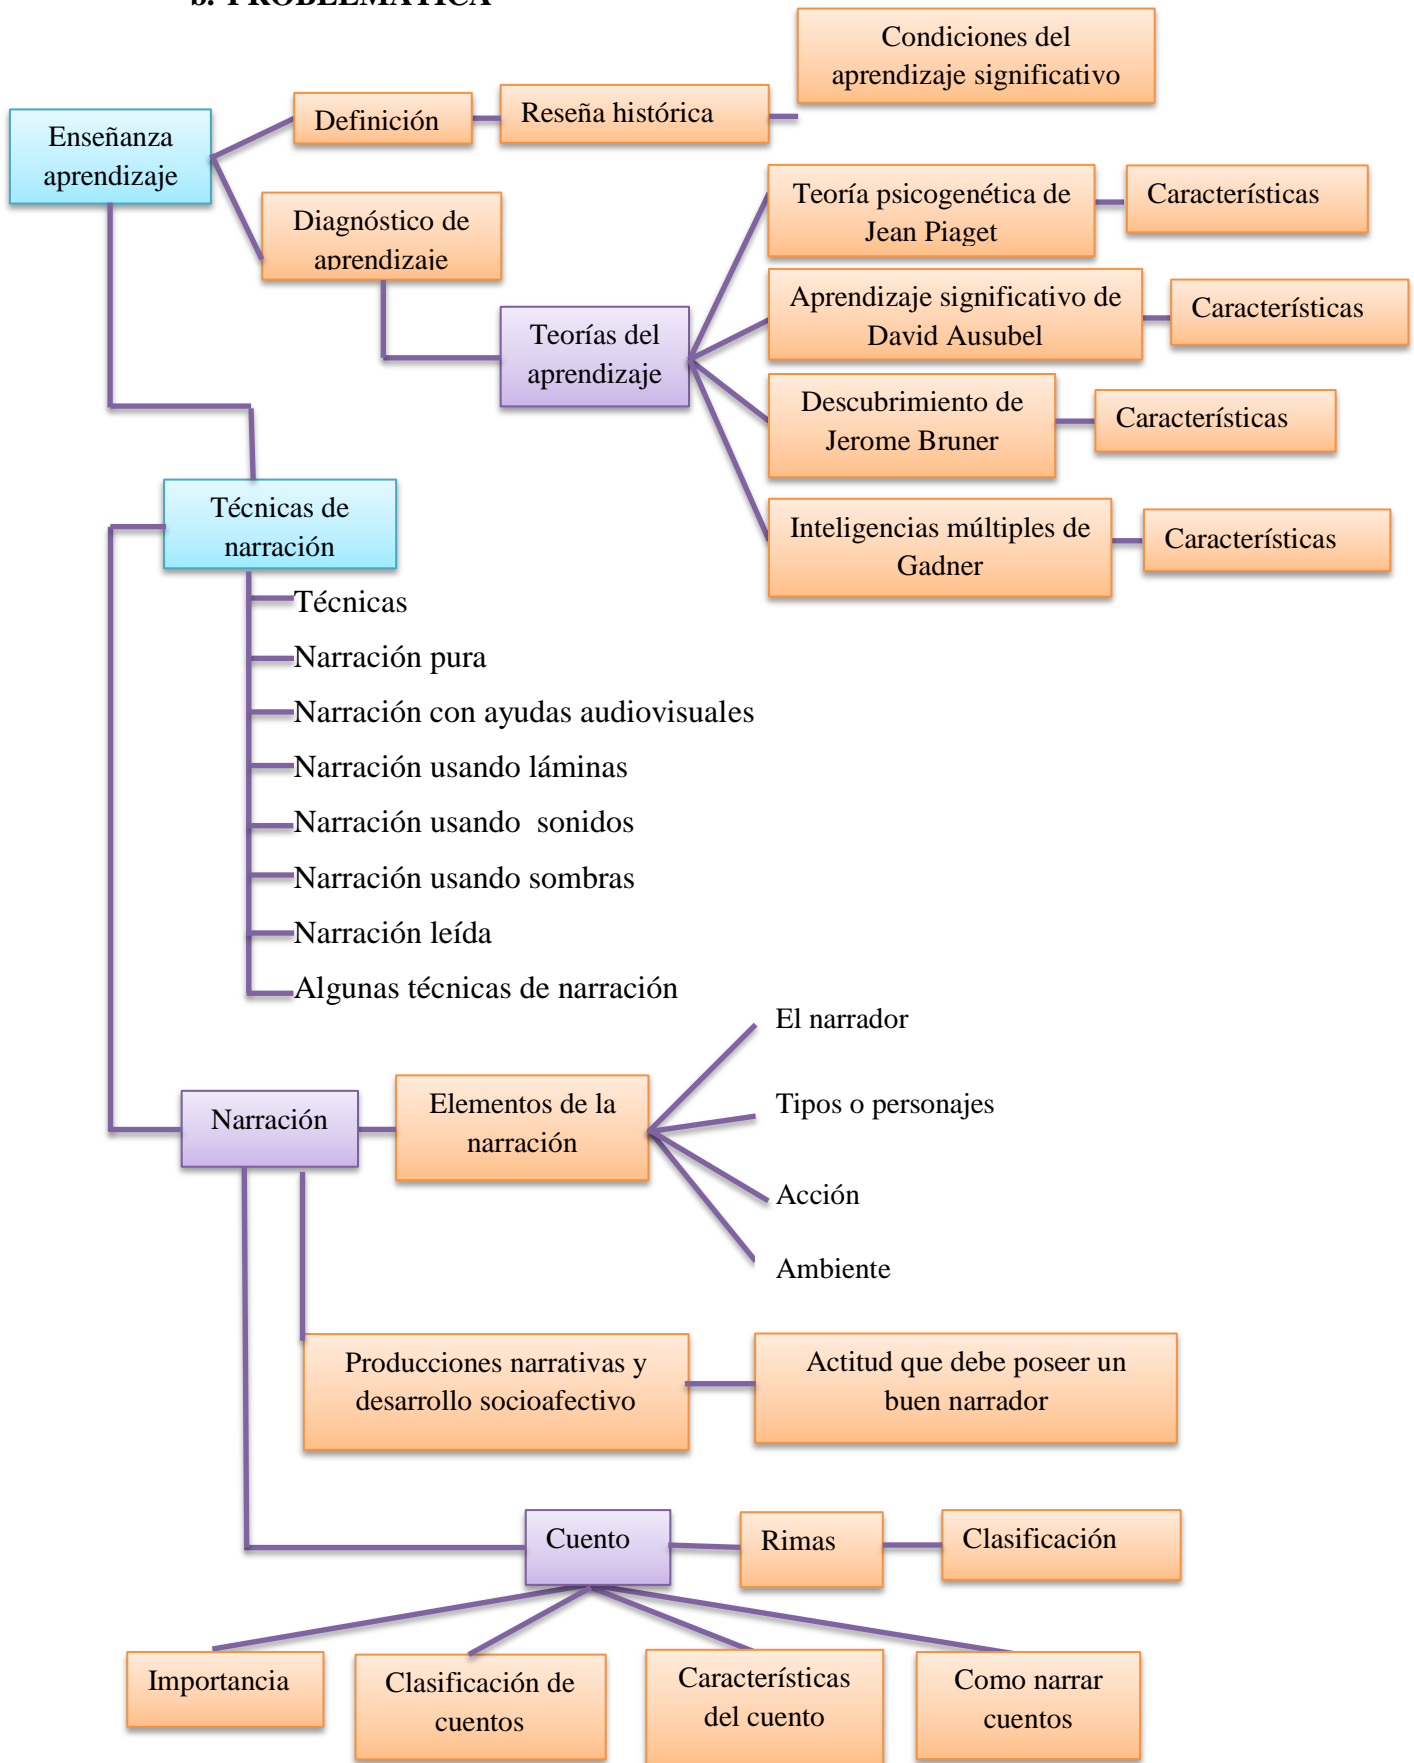 b. PROBLEMÁTICA
Condiciones del
aprendizaje significativo
Definición
Reseña histórica
Enseñanza
aprendizaje
Diagnóstico de
aprendizaje
Teoría psicogenética de
Jean Piaget
Características
Aprendizaje significativo de
David Ausubel
Características
Teorías del
aprendizaje
Descubrimiento de
Jerome Bruner
Características
Inteligencias múltiples de
Gadner
Características
Técnicas de
narración
Técnicas
Narración pura
Narración con ayudas audiovisuales
Narración usando láminas
Narración usando  sonidos
Narración usando sombras
Narración leída
Algunas técnicas de narración
El narrador
Narración
Elementos de la
narración
Tipos o personajes
Acción
Ambiente
Producciones narrativas y
desarrollo socioafectivo
Actitud que debe poseer un
buen narrador
Cuento
Rimas
Clasificación
Importancia
Clasificación de
cuentos
Características
del cuento
Como narrar
cuentos